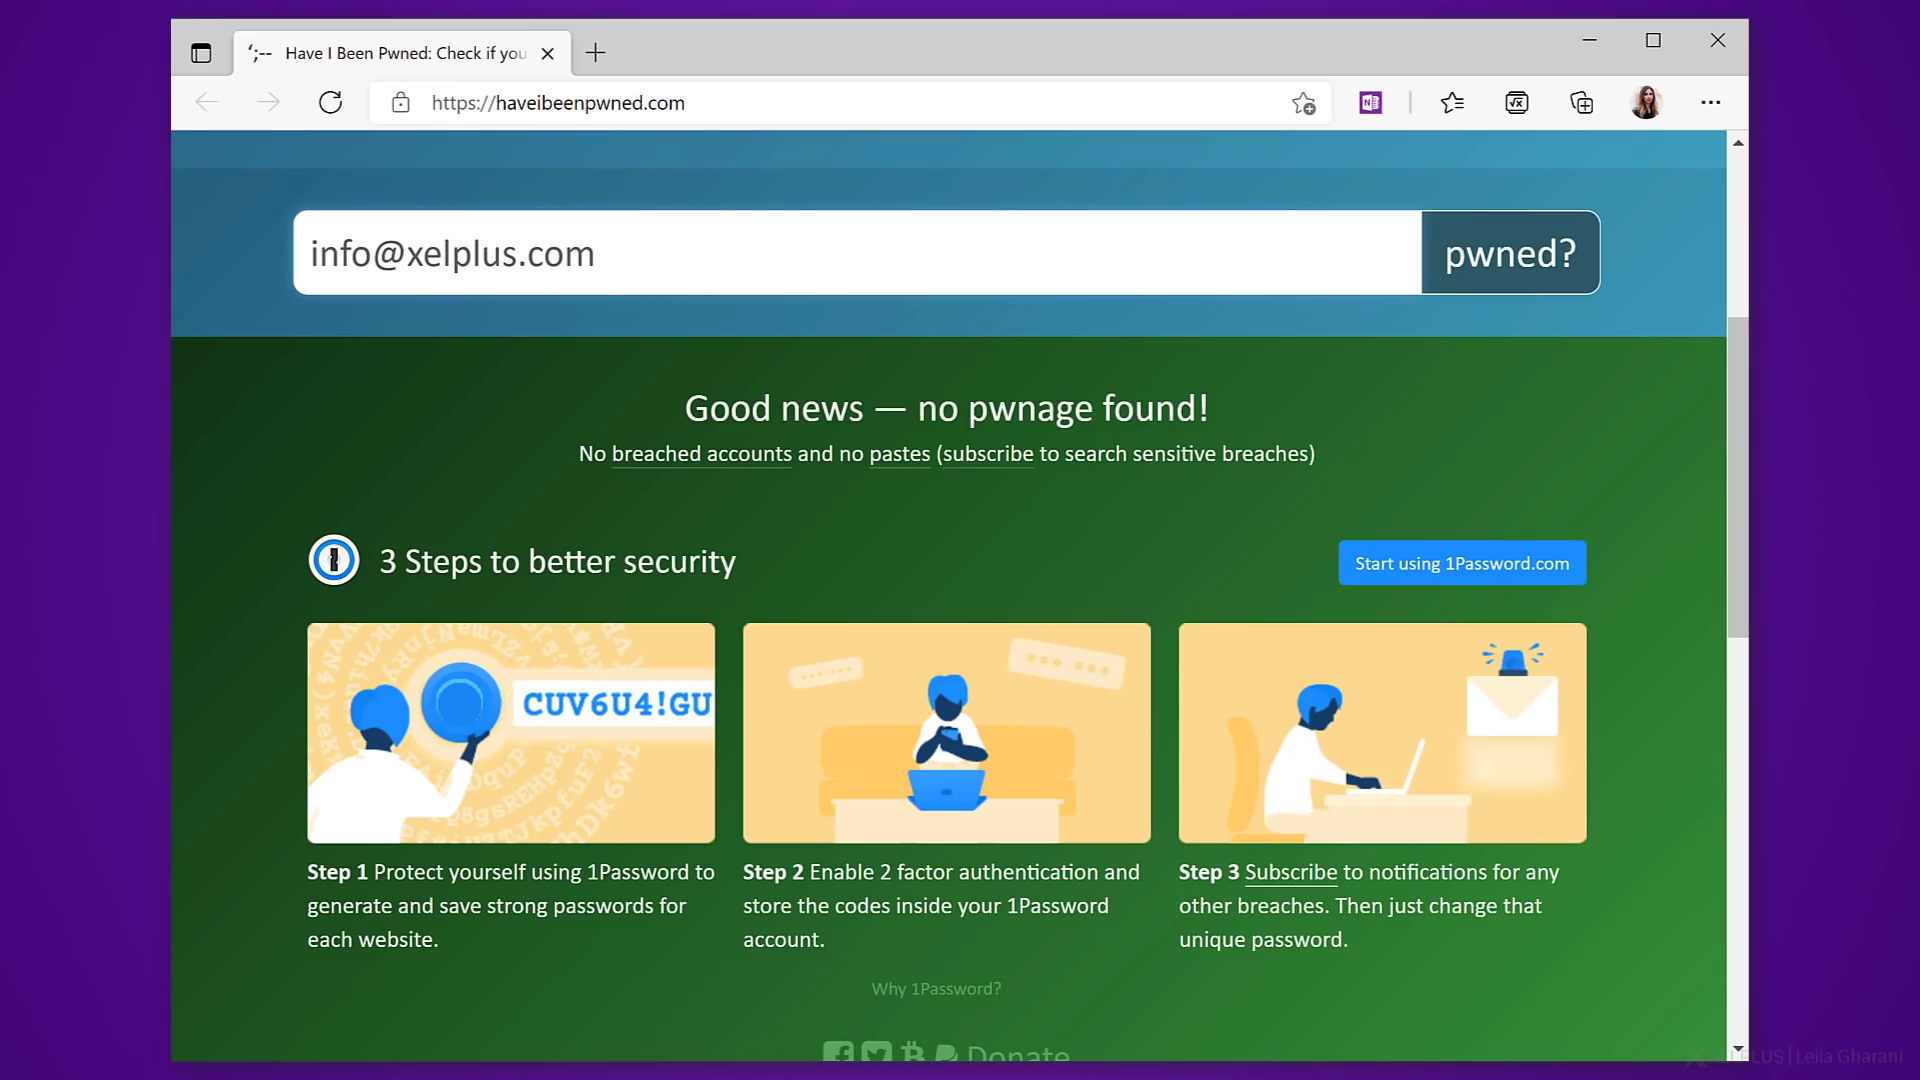 Have I Been Pwned: Check if you
https://haveibeenpwned.com
info@xelplus.com
pwned?
Good news — no pwnage found!
No breached accounts and no pastes (subscribe to search sensitive breaches)
3 Steps to better security
Start using 1Password.com
CUV6U4!GU
Step 1 Protect yourself using 1Password to
generate and save strong passwords for
each website.
Step 2 Enable 2 factor authentication and
store the codes inside your 1Password
account.
Step 3 Subscribe to notifications for any
other breaches. Then just change that
unique password.
Why 1Password?
Donate
PLUS | Leila Gharani